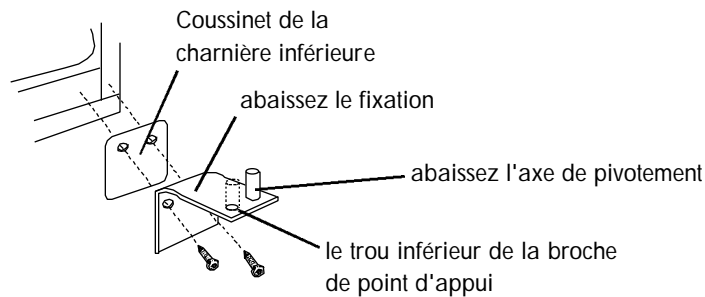 Coussinet de la
charnière inférieure
abaissez le fixation
abaissez l'axe de pivotement
le trou inférieur de la broche
de point d'appui